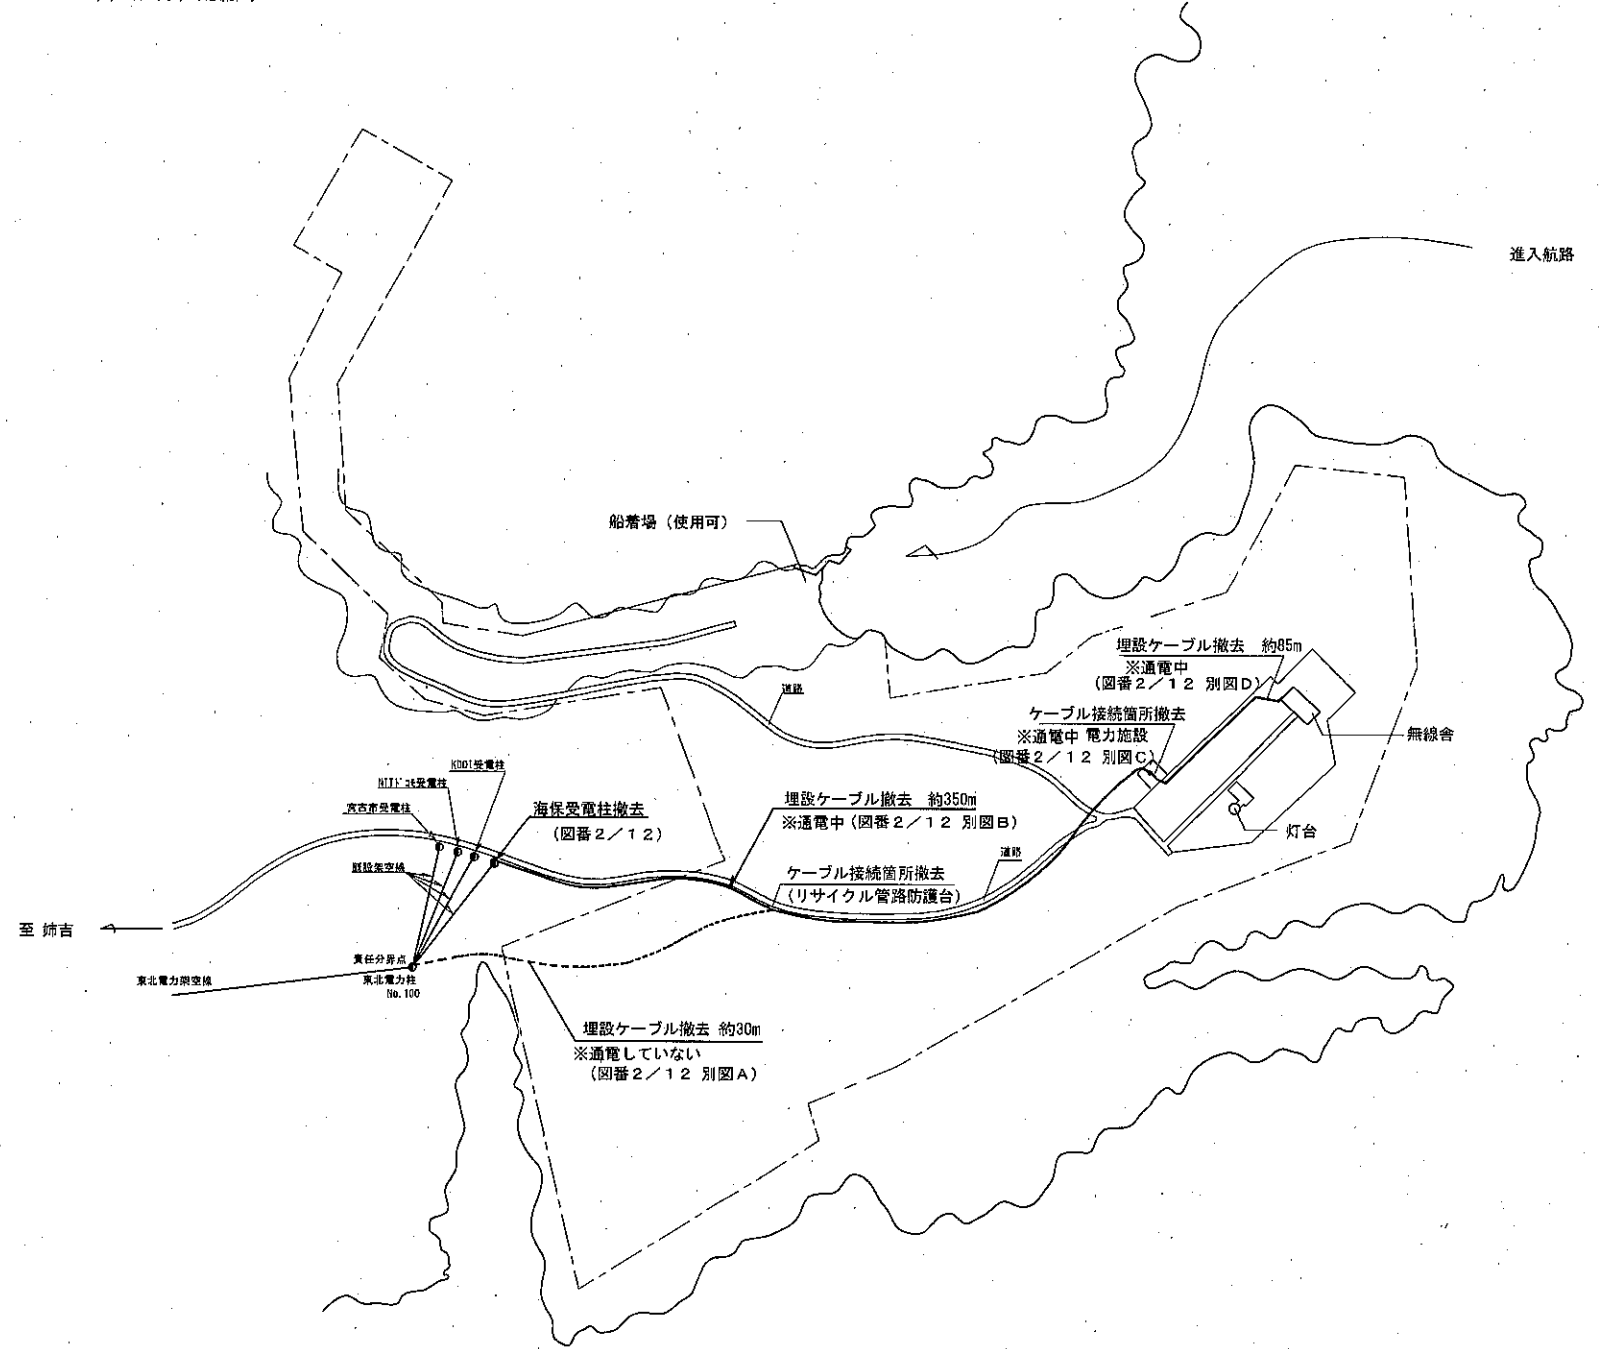 進入航路
船着場（使用可）
埋設ケーブル撤去 約85m
※通電中
（図番２／１２ 別図Ｄ）
道路
ケーブル接続箇所撤去
※通電中 電力施設
（図番２／１２ 別図Ｃ）
無線舎
KDDI受電柱
NTTﾄﾞｺﾓ受電柱
宮古市受電柱
海保受電柱撤去
（図番２／１２）
埋設ケーブル撤去 約350m
※通電中（図番２／１２ 別図Ｂ）
灯台
道路
既設架空線
ケーブル接続箇所撤去
（リサイクル管路防護台）
至 姉吉
責任分界点
東北電力架空線
東北電力柱
No.100
埋設ケーブル撤去 約30m
※通電していない
（図番２／１２ 別図Ａ）